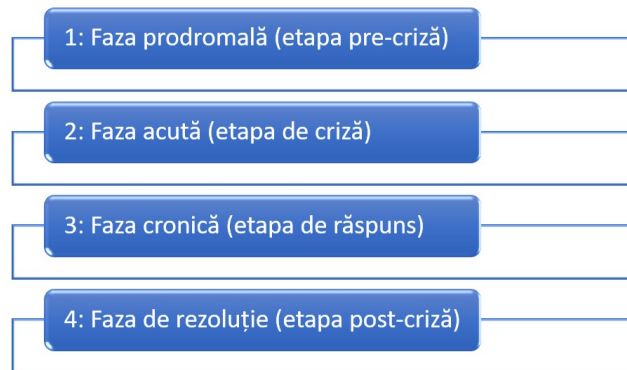 1: Faza prodromală (etapa pre-criză)
2: Faza acută (etapa de criză)
3: Faza cronică (etapa de răspuns)
4: Faza de rezoluție (etapa post-criză)